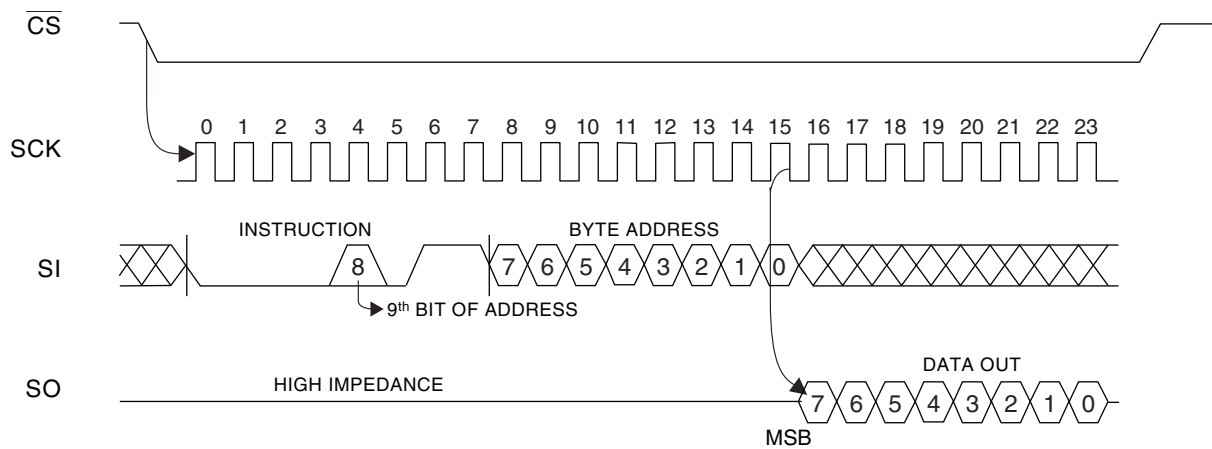 CS
0 1 2 3 4 5 6 7 8 9 10 11 12 13 14 15 16 17 18 19 20 21 22 23
SCK
INSTRUCTION BYTE ADDRESS
SI 8 7 6 5 4 3 2 1 0
9th BIT OF ADDRESS
DATA OUT
HIGH IMPEDANCE
SO 7 6 5 4 3 2 1 0
MSB